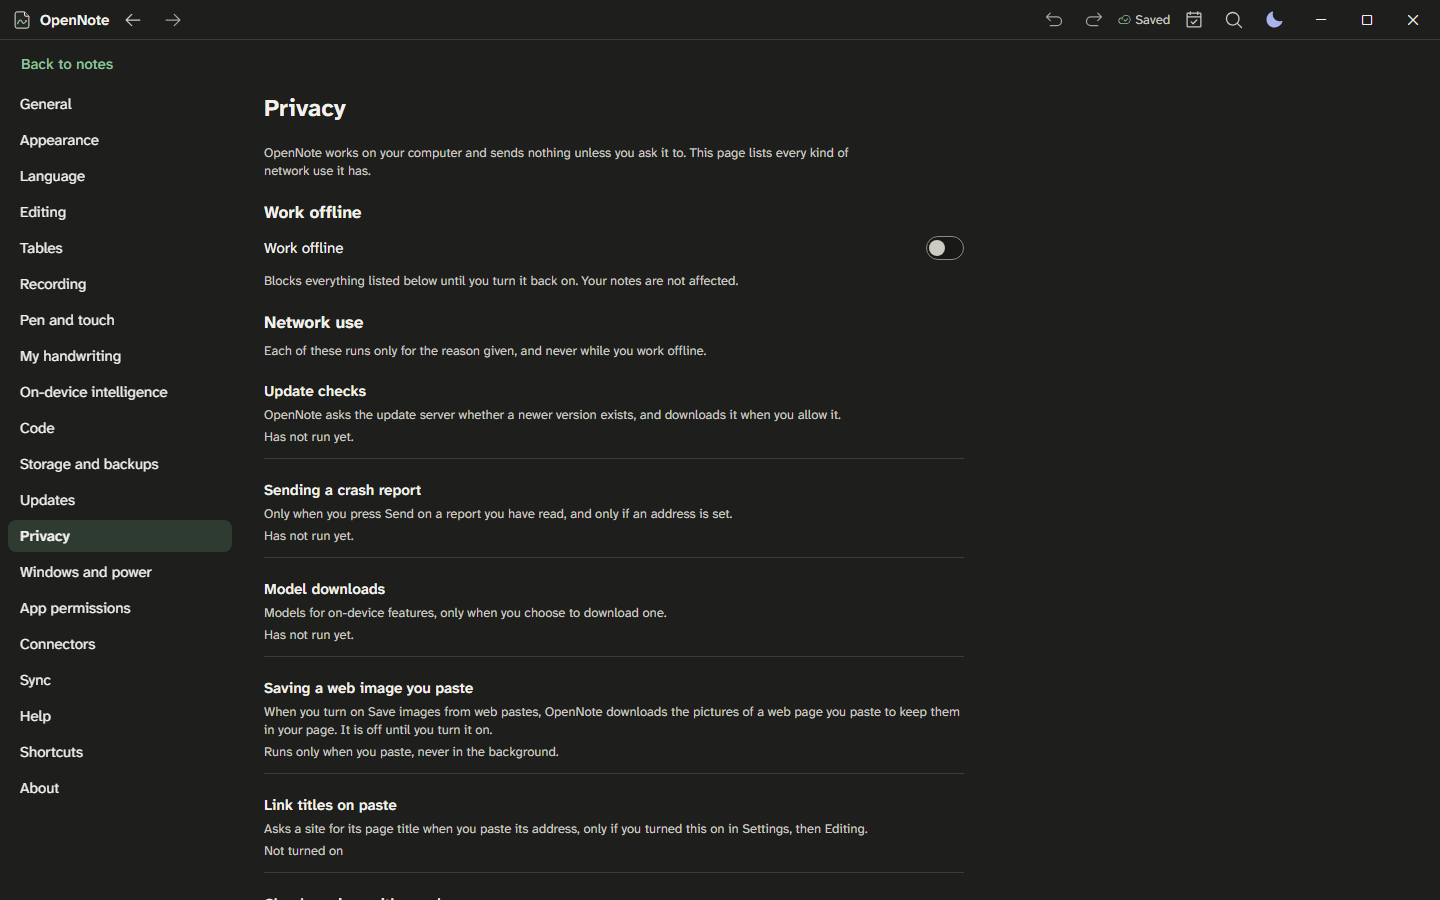 OpenNote
Saved
Back to notes
General
Appearance
Language
Editing
Tables
Recording
Pen and touch
My handwriting
On-device intelligence
Code
Storage and backups
Updates
Privacy
Windows and power
App permissions
Connectors
Sync
Help
Shortcuts
About
Privacy
OpenNote works on your computer and sends nothing unless you ask it to. This page lists every kind of
network use it has.
Work offline
Work offline
Blocks everything listed below until you turn it back on. Your notes are not affected.
Network use
Each of these runs only for the reason given, and never while you work offline.
Update checks
OpenNote asks the update server whether a newer version exists, and downloads it when you allow it.
Has not run yet.
Sending a crash report
Only when you press Send on a report you have read, and only if an address is set.
Has not run yet.
Model downloads
Models for on-device features, only when you choose to download one.
Has not run yet.
Saving a web image you paste
When you turn on Save images from web pastes, OpenNote downloads the pictures of a web page you paste to keep them
in your page. It is off until you turn it on.
Runs only when you paste, never in the background.
Link titles on paste
Asks a site for its page title when you paste its address, only if you turned this on in Settings, then Editing.
Not turned on